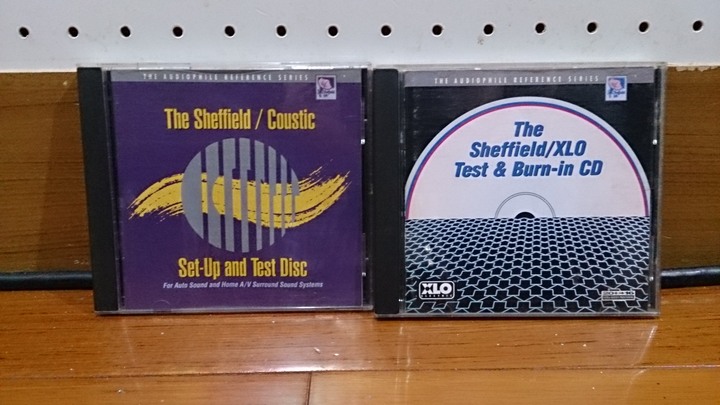 THE AUDIOPHILE REFERENCE SERIES
The Sheffield / Coustic
Set-Up and Test Disc
For Auto Sound and Home A/V Surround Sound Systems
THE AUDIOPHILE REFERENCE SERIES
The
Sheffield/XLO
Test & Burn-in CD
XLO
ELECTRIC